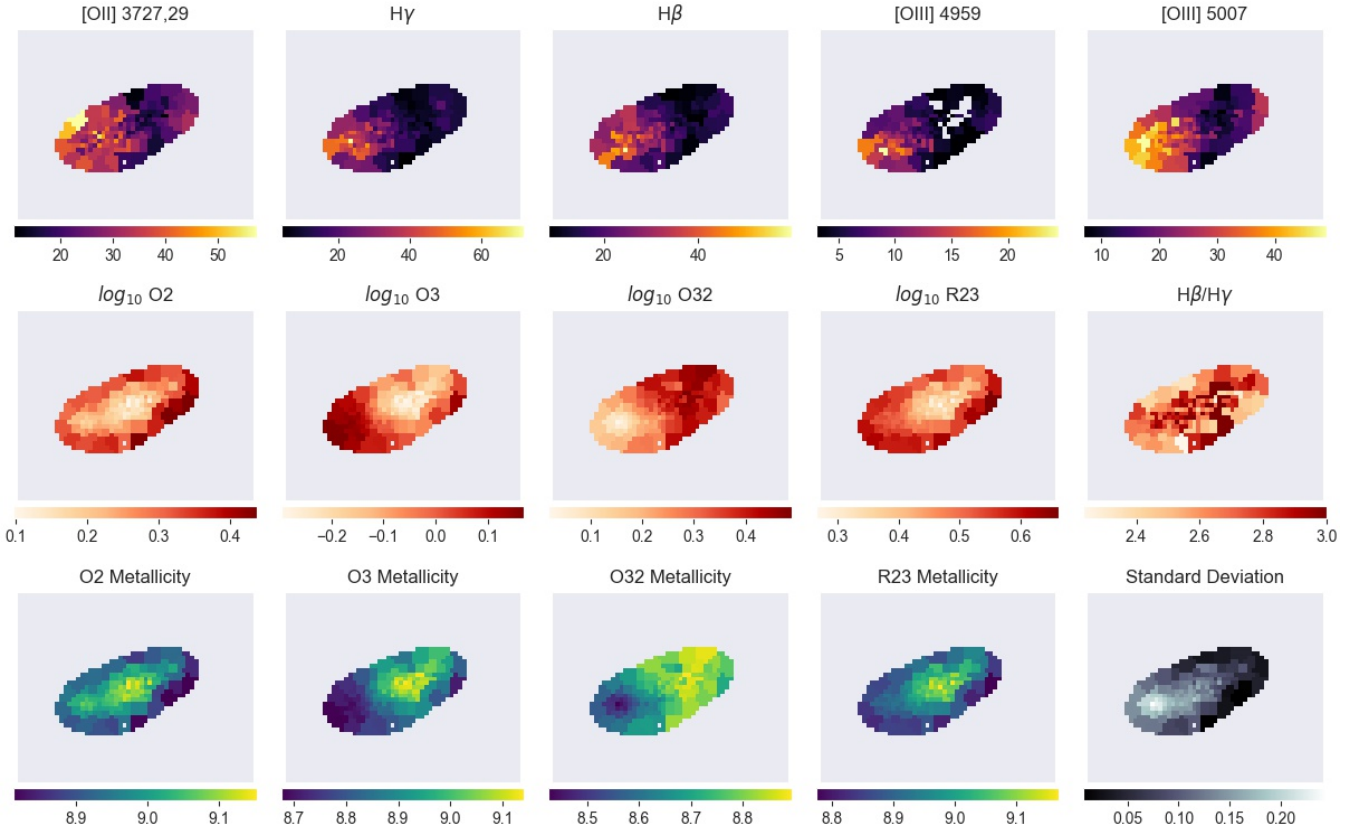 [OII] 3727,29 Hγ Hβ [OIII] 4959 [OIII] 5007
20 30 40 50 20 40 60 20 40 5 10 15 20 10 20 30 40
log₁₀ O2 log₁₀ O3 log₁₀ O32 log₁₀ R23 Hβ/Hγ
0.1 0.2 0.3 0.4 −0.2 −0.1 0.0 0.1 0.1 0.2 0.3 0.4 0.3 0.4 0.5 0.6 2.4 2.6 2.8 3.0
O2 Metallicity O3 Metallicity O32 Metallicity R23 Metallicity Standard Deviation
8.9 9.0 9.1 8.7 8.8 8.9 9.0 9.1 8.5 8.6 8.7 8.8 8.8 8.9 9.0 9.1 0.05 0.10 0.15 0.20